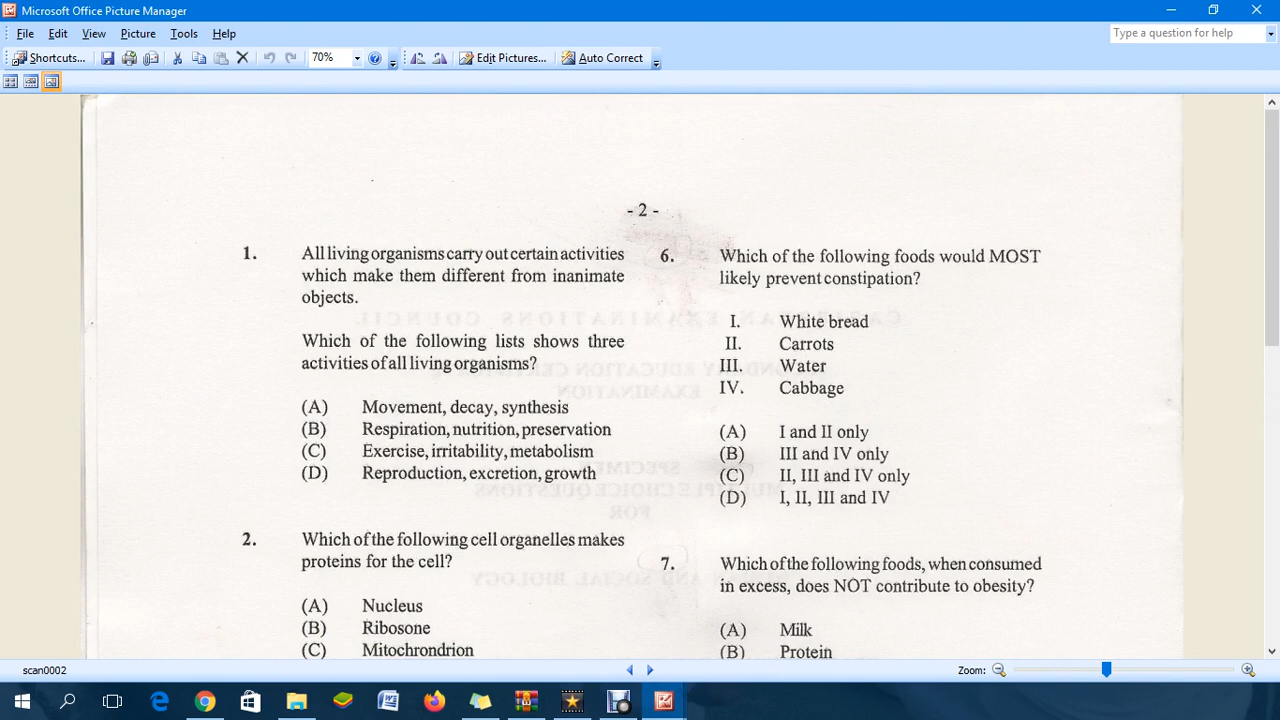 Microsoft Office Picture Manager
File Edit View Picture Tools Help
Type a question for help
Shortcuts... 70% Edit Pictures... Auto Correct
- 2 -
1. All living organisms carry out certain activities
which make them different from inanimate
objects.
Which of the following lists shows three
activities of all living organisms?
(A) Movement, decay, synthesis
(B) Respiration, nutrition, preservation
(C) Exercise, irritability, metabolism
(D) Reproduction, excretion, growth
2. Which of the following cell organelles makes
proteins for the cell?
(A) Nucleus
(B) Ribosone
(C) Mitochrondrion
6. Which of the following foods would MOST
likely prevent constipation?
I. White bread
II. Carrots
III. Water
IV. Cabbage
(A) I and II only
(B) III and IV only
(C) II, III and IV only
(D) I, II, III and IV
7. Which of the following foods, when consumed
in excess, does NOT contribute to obesity?
(A) Milk
(B) Protein
scan0002
Zoom: